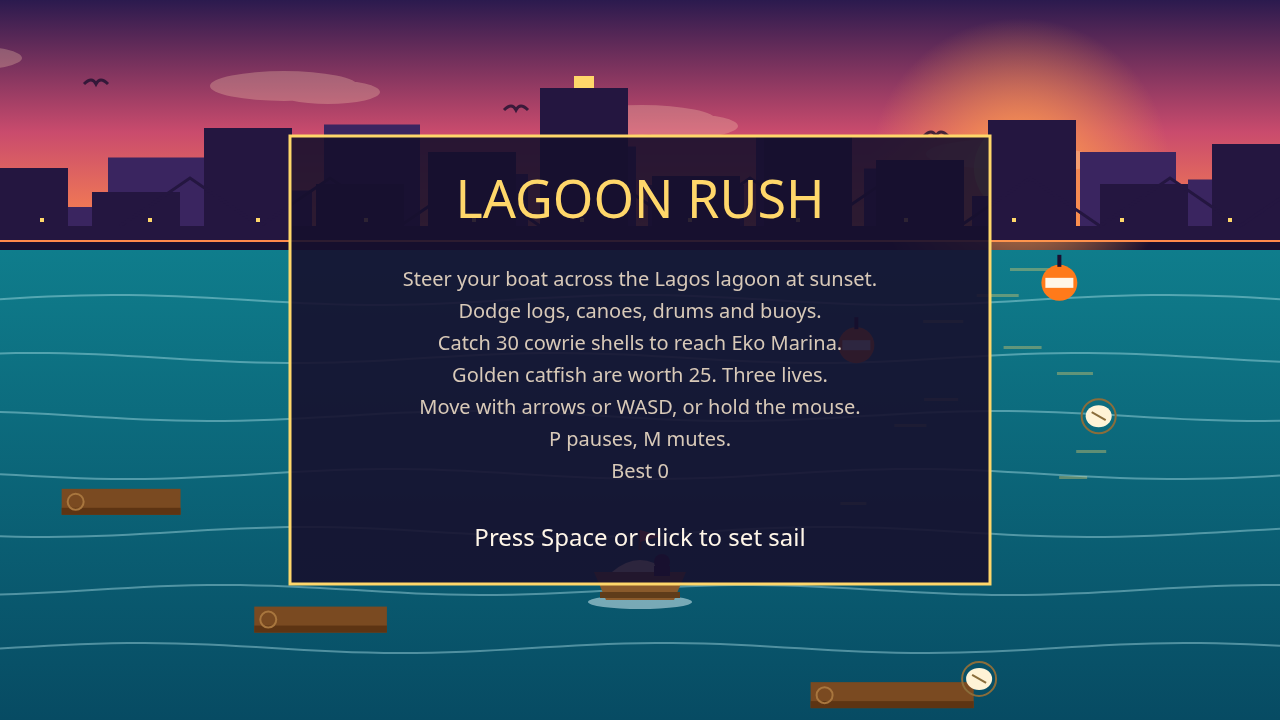 LAGOON RUSH
Steer your boat across the Lagos lagoon at sunset.
Dodge logs, canoes, drums and buoys.
Catch 30 cowrie shells to reach Eko Marina.
Golden catfish are worth 25. Three lives.
Move with arrows or WASD, or hold the mouse.
P pauses, M mutes.
Best 0
Press Space or click to set sail